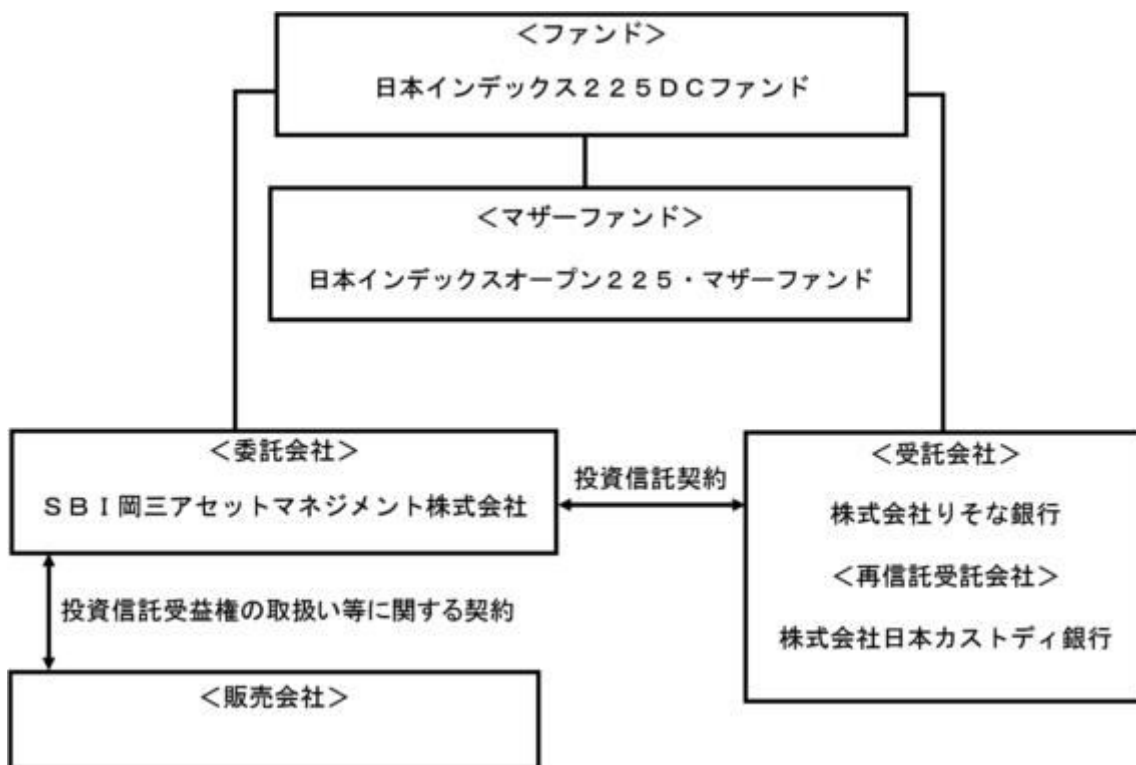 ＜ファンド＞
日本インデックス２２５ＤＣファンド
＜マザーファンド＞
日本インデックスオープン２２５・マザーファンド
＜委託会社＞
ＳＢＩ岡三アセットマネジメント株式会社
投資信託契約
＜受託会社＞
株式会社りそな銀行
＜再信託受託会社＞
株式会社日本カストディ銀行
投資信託受益権の取扱い等に関する契約
＜販売会社＞